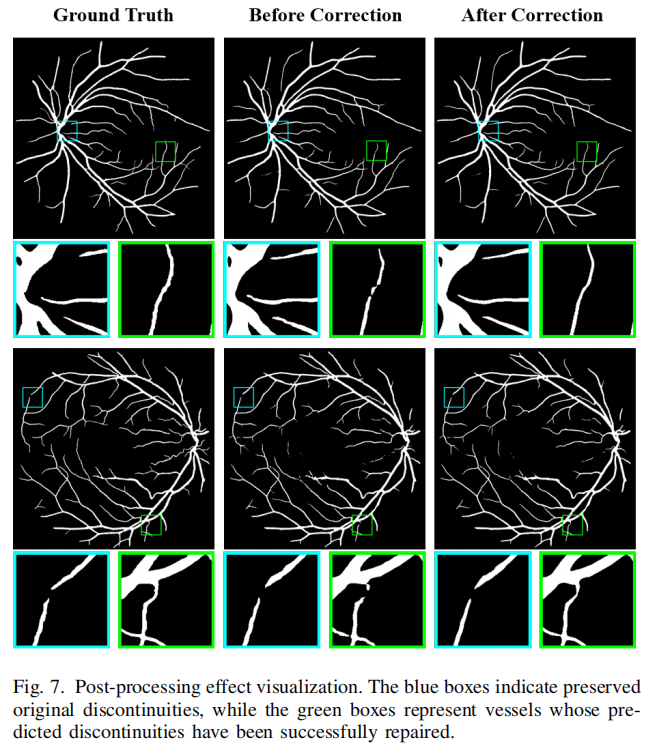 Ground Truth Before Correction After Correction
Fig. 7. Post-processing effect visualization. The blue boxes indicate preserved
original discontinuities, while the green boxes represent vessels whose pre-
dicted discontinuities have been successfully repaired.